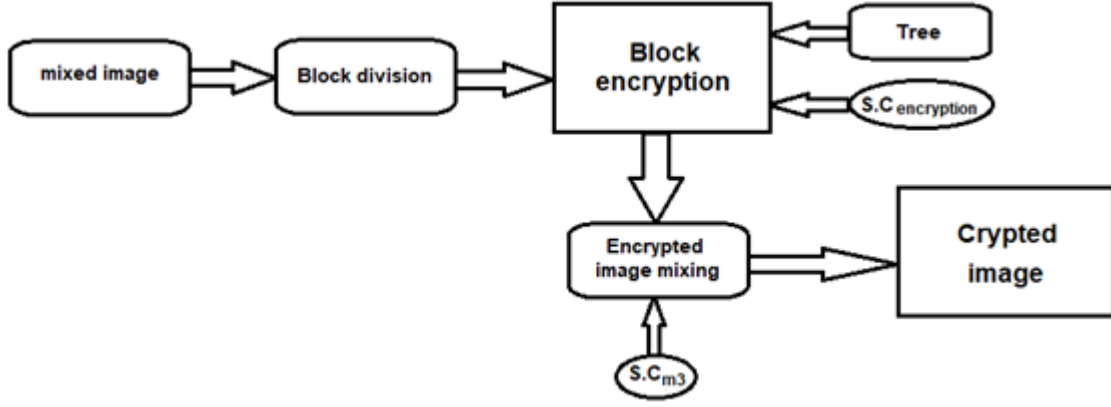 mixed image
Block division
Block
encryption
Tree
S.C encryption
Encrypted
image mixing
Crypted
image
S.C m3